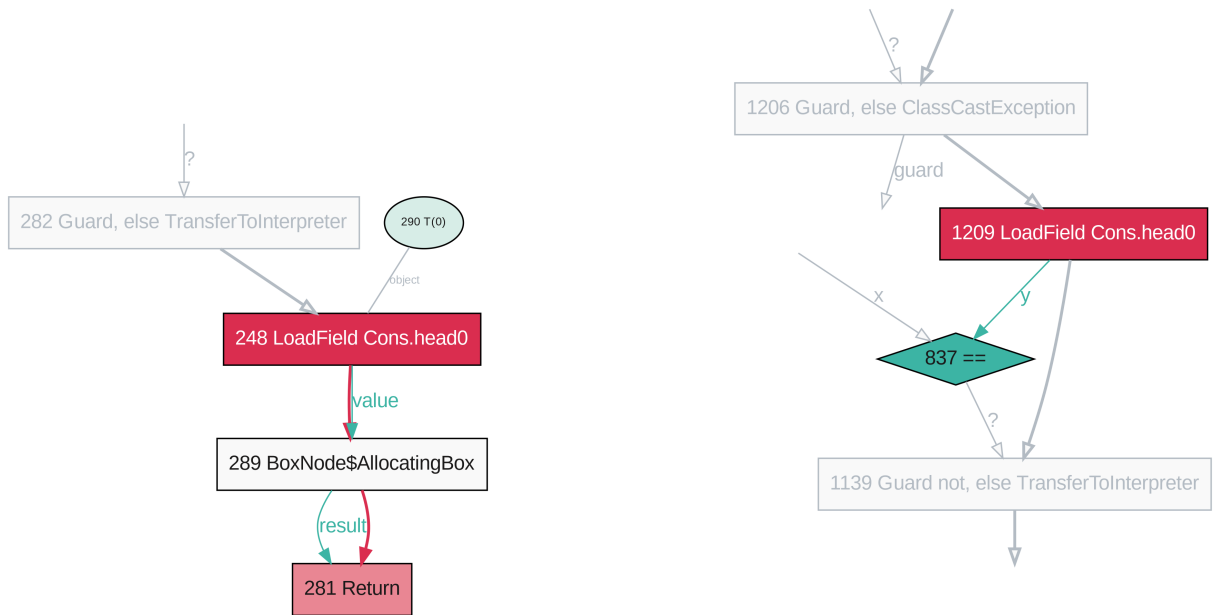 ?
282 Guard, else TransferToInterpreter
290 T(0)
object
248 LoadField Cons.head0
value
289 BoxNode$AllocatingBox
result
281 Return
?
1206 Guard, else ClassCastException
guard
1209 LoadField Cons.head0
x
y
837 ==
?
1139 Guard not, else TransferToInterpreter